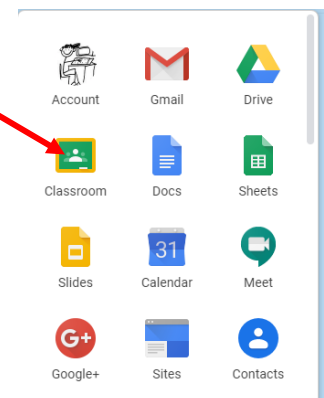 Account Gmail Drive
Classroom Docs Sheets
31
Slides Calendar Meet
G+
Google+ Sites Contacts